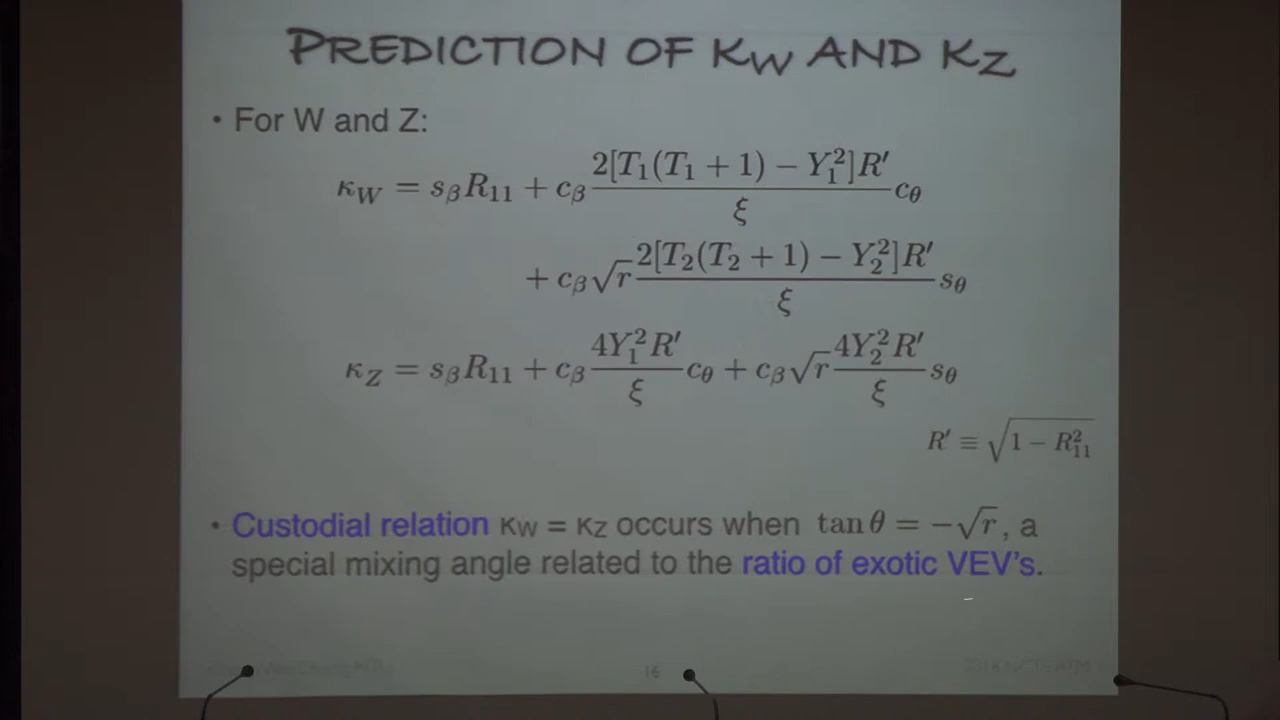 PREDICTION OF κW AND κZ
• For W and Z:
κ_W = s_β R_11 + c_β 2[T_1(T_1 + 1) − Y_1^2]R′ / ξ c_θ
+ c_β √r 2[T_2(T_2 + 1) − Y_2^2]R′ / ξ s_θ
κ_Z = s_β R_11 + c_β 4Y_1^2 R′ / ξ c_θ + c_β √r 4Y_2^2 R′ / ξ s_θ
R′ ≡ √(1 − R_11^2)
• Custodial relation κW = κZ occurs when tan θ = −√r , a
special mixing angle related to the ratio of exotic VEV's.
16